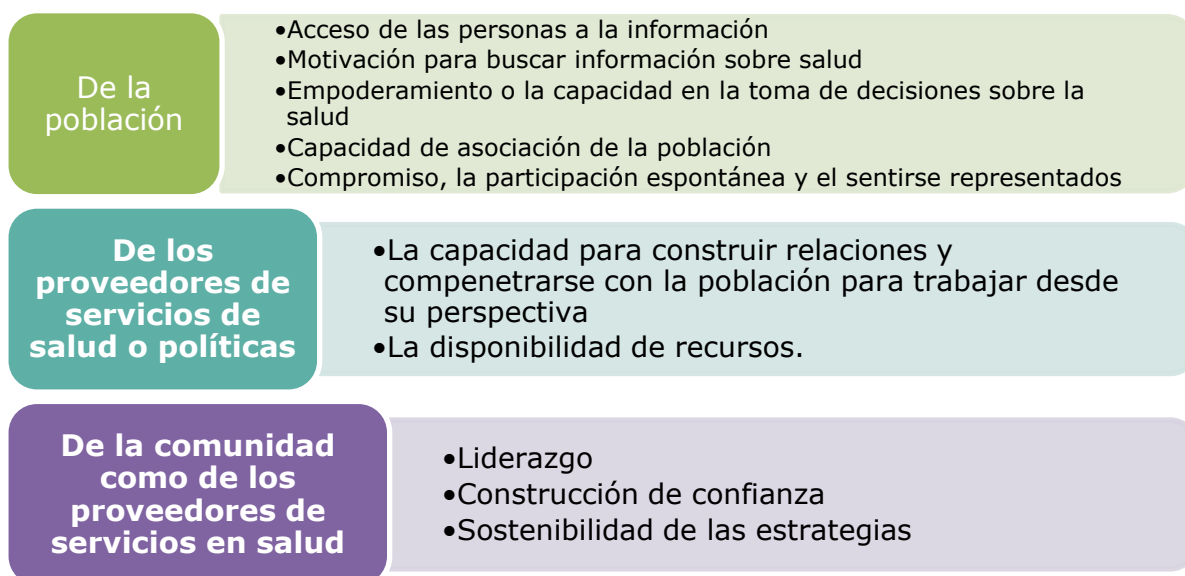 De la
población
•Acceso de las personas a la información
•Motivación para buscar información sobre salud
•Empoderamiento o la capacidad en la toma de decisiones sobre la
salud
•Capacidad de asociación de la población
•Compromiso, la participación espontánea y el sentirse representados
De los
proveedores de
servicios de
salud o políticas
•La capacidad para construir relaciones y
compenetrarse con la población para trabajar desde
su perspectiva
•La disponibilidad de recursos.
De la comunidad
como de los
proveedores de
servicios en salud
•Liderazgo
•Construcción de confianza
•Sostenibilidad de las estrategias